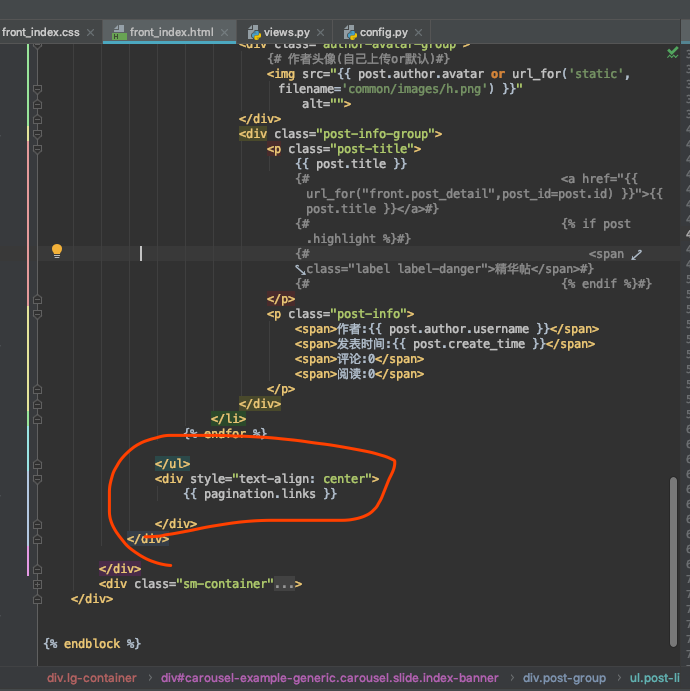 front_index.css
front_index.html
views.py
config.py
<div class="author-avatar-group">
{# 作者头像(自己上传or默认)#}
<img src="{{ post.author.avatar or url_for('static',
filename='common/images/h.png') }}"
alt="">
</div>
<div class="post-info-group">
<p class="post-title">
{{ post.title }}
{# <a href="{{
url_for("front.post_detail",post_id=post.id) }}">{{
post.title }}</a>#}
{# {% if post
.highlight %}#}
{# <span
class="label label-danger">精华帖</span>#}
{# {% endif %}#}
</p>
<p class="post-info">
<span>作者:{{ post.author.username }}</span>
<span>发表时间:{{ post.create_time }}</span>
<span>评论:0</span>
<span>阅读:0</span>
</p>
</div>
</li>
{% endfor %}
</ul>
<div style="text-align: center">
{{ pagination.links }}
</div>
</div>
</div>
<div class="sm-container"...>
</div>
{% endblock %}
div.lg-container
div#carousel-example-generic.carousel.slide.index-banner
div.post-group
ul.post-li